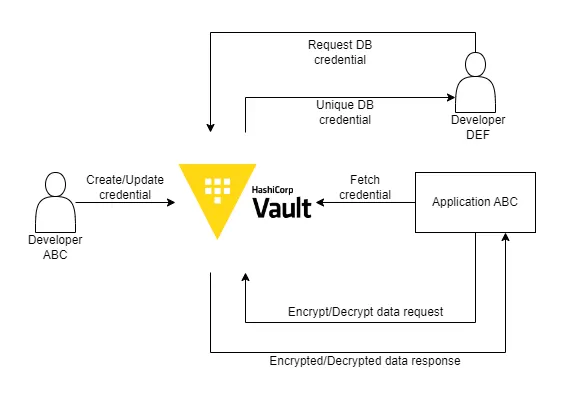 Request DB
credential
Unique DB
credential
Developer
DEF
Create/Update
credential
Developer
ABC
HashiCorp
Vault
Fetch
credential
Application ABC
Encrypt/Decrypt data request
Encrypted/Decrypted data response